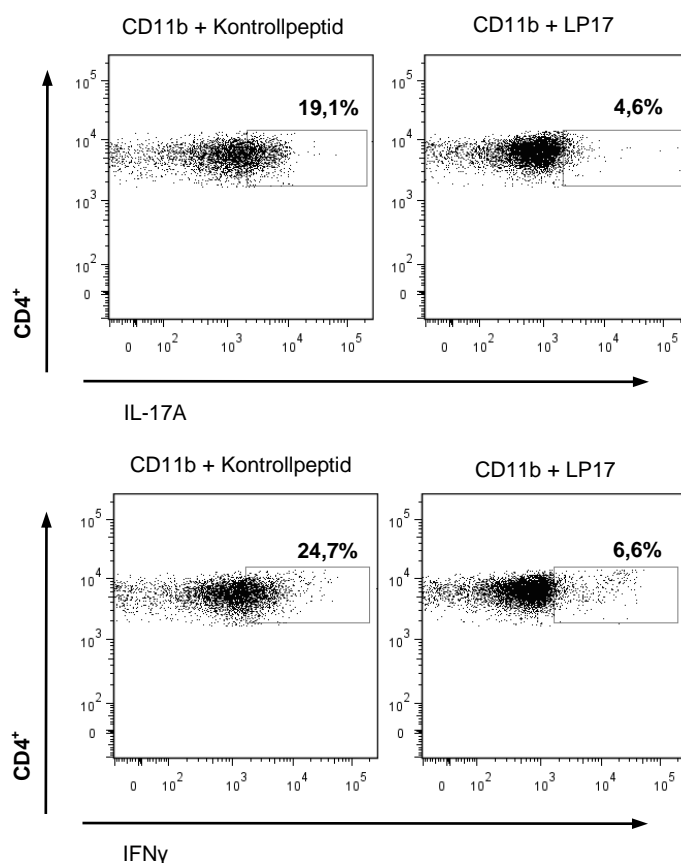 CD11b + Kontrollpeptid CD11b + LP17
10⁵ 10⁵
19,1% 4,6%
10⁴ 10⁴
10³ 10³
10² 10²
0 0
0 10² 10³ 10⁴ 10⁵ 0 10² 10³ 10⁴ 10⁵
CD4⁺
IL-17A
CD11b + Kontrollpeptid CD11b + LP17
10⁵ 10⁵
24,7% 6,6%
10⁴ 10⁴
10³ 10³
10² 10²
0 0
0 10² 10³ 10⁴ 10⁵ 0 10² 10³ 10⁴ 10⁵
CD4⁺
IFNγ